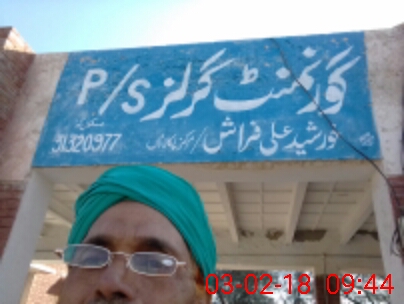 گورنمنٹ گرلز P/S
خورشید علی فراش
31320977
03-02-18 09:44